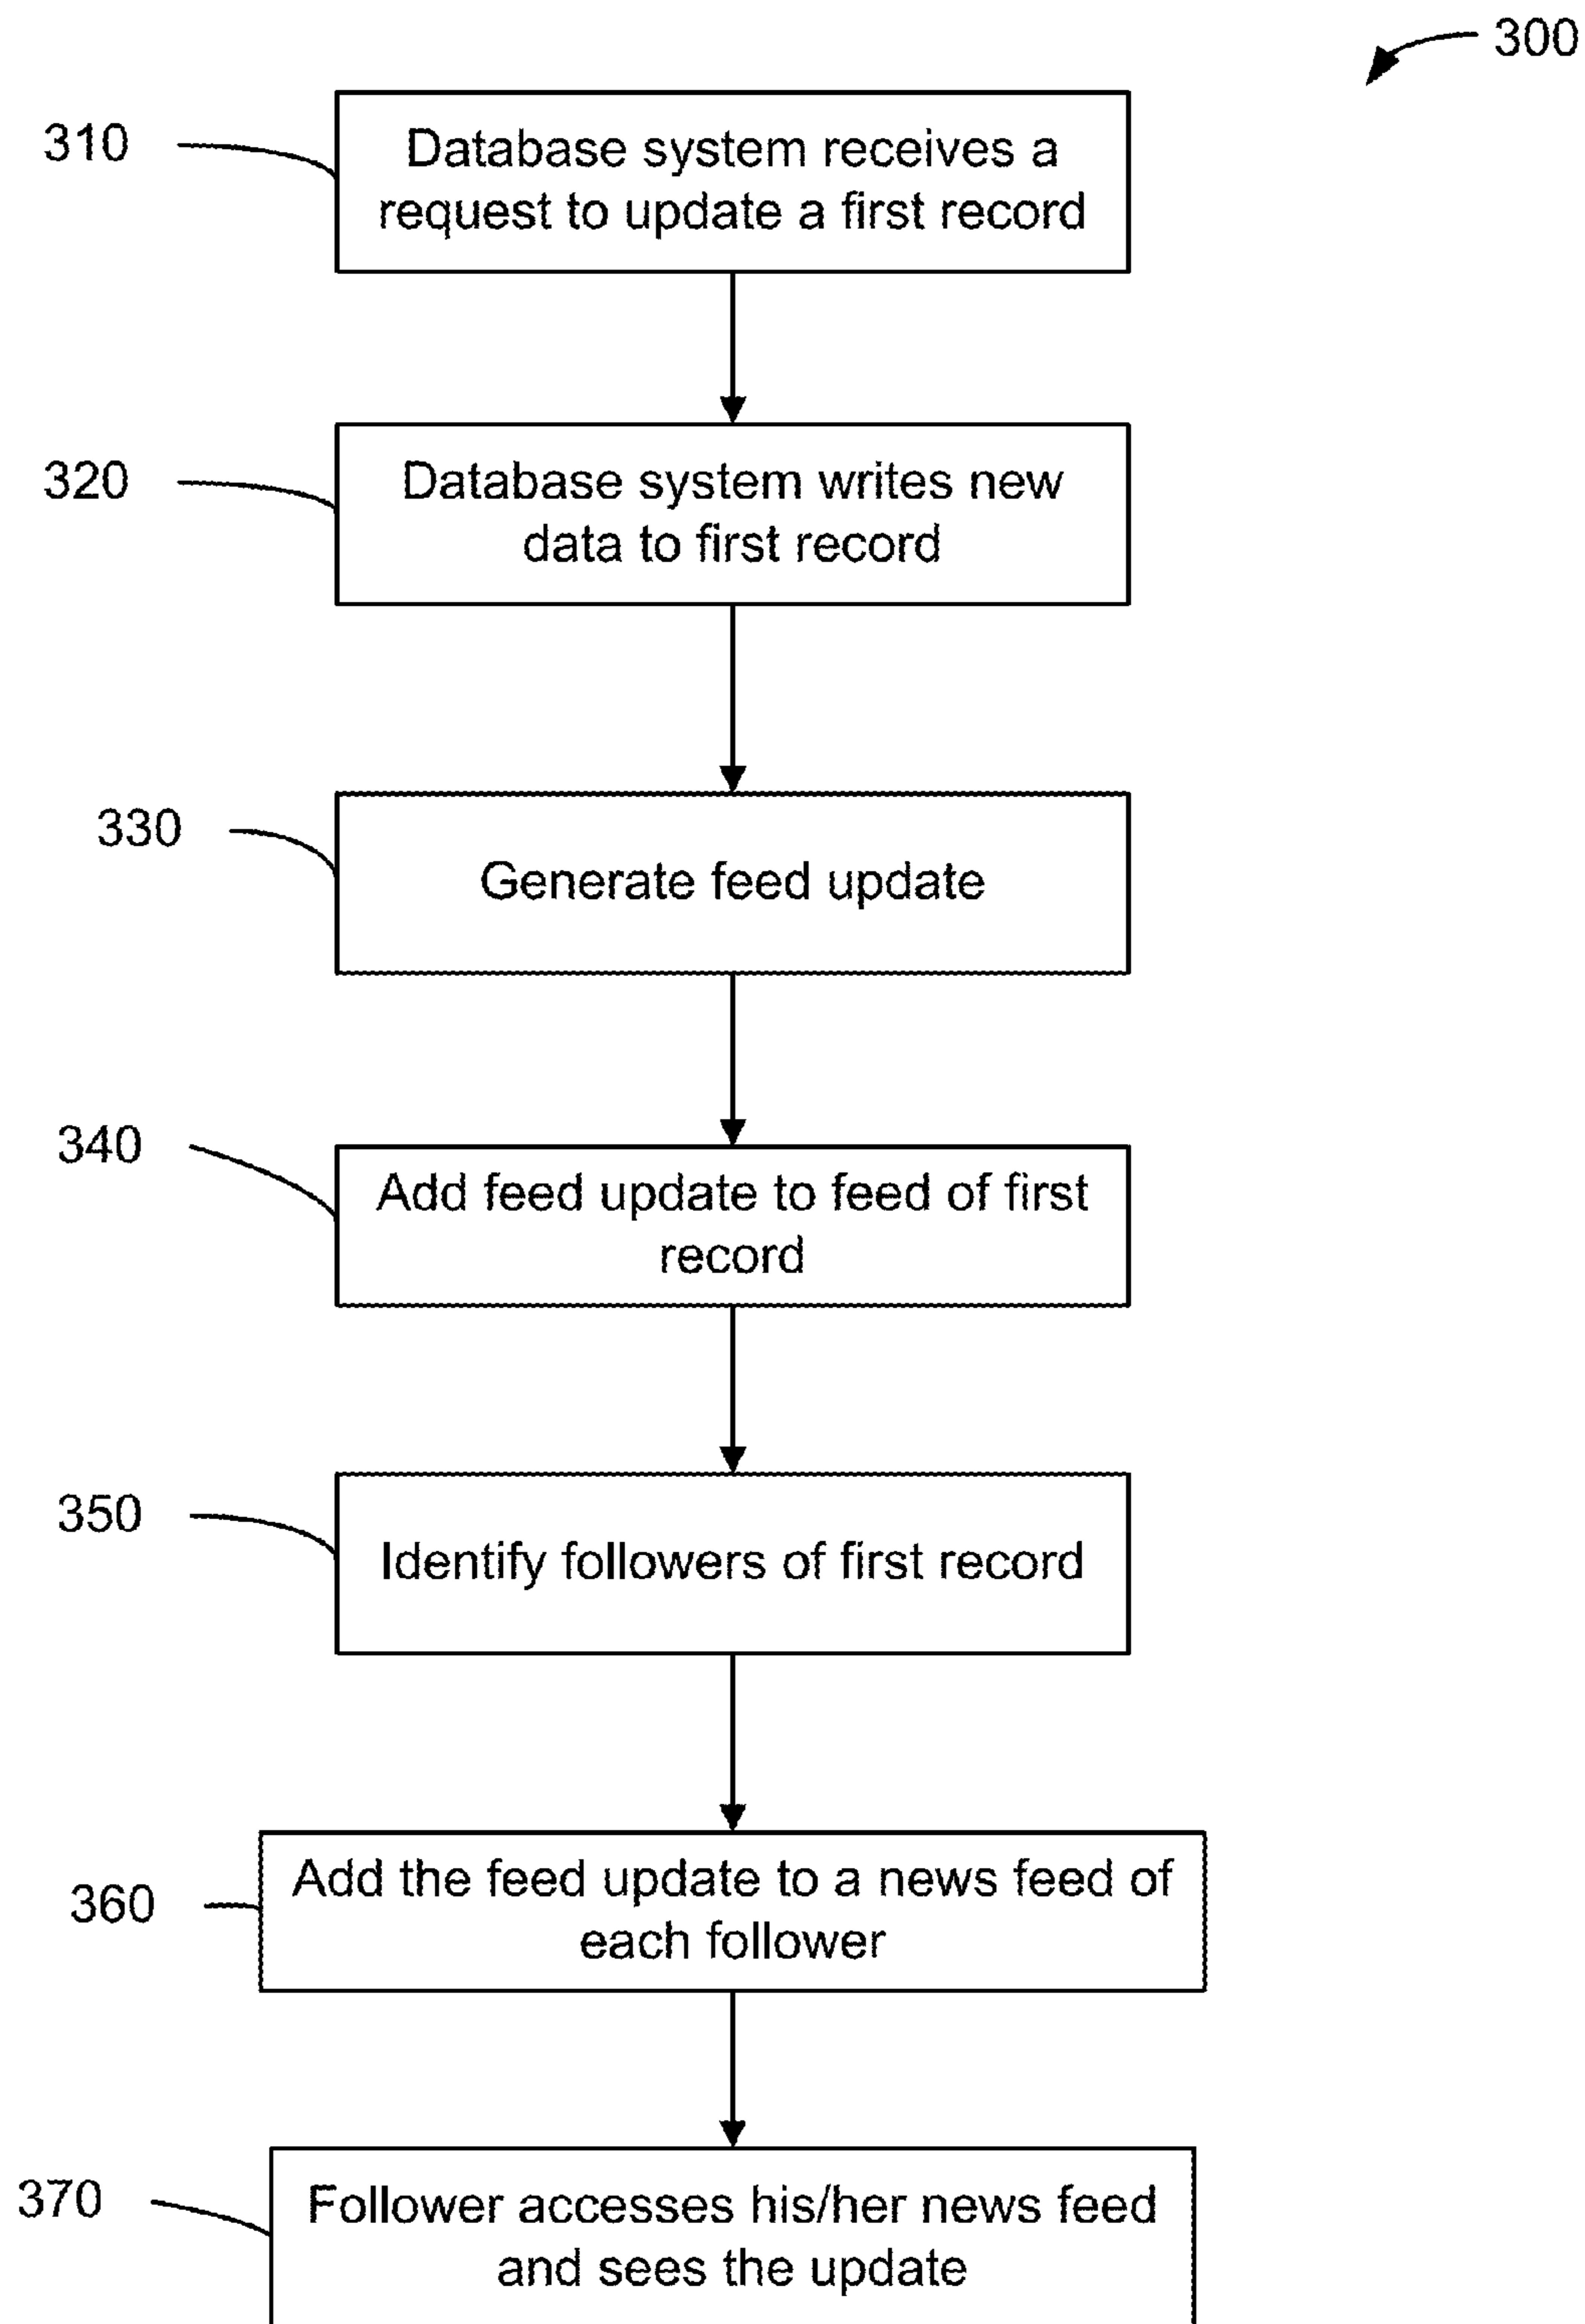 300
310
Database system receives a
request to update a first record
320
Database system writes new
data to first record
330
Generate feed update
340
Add feed update to feed of first
record
350
Identify followers of first record
360
Add the feed update to a news feed of
each follower
370
Follower accesses his/her news feed
and sees the update